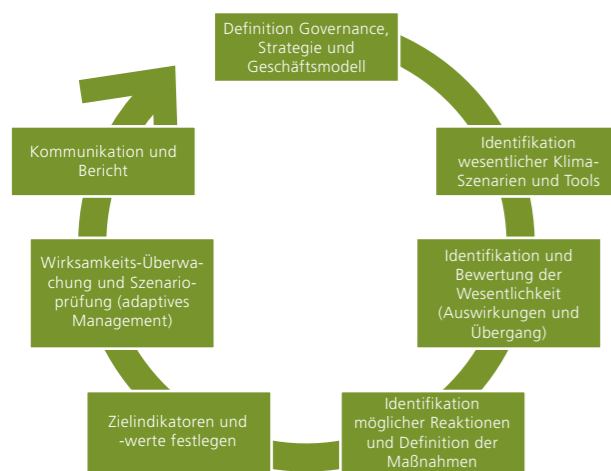 Definition Governance,
Strategie und
Geschäftsmodell
Identifikation
wesentlicher Klima-
Szenarien und Tools
Identifikation und
Bewertung der
Wesentlichkeit
(Auswirkungen und
Übergang)
Identifikation
möglicher Reaktionen
und Definition der
Maßnahmen
Zielindikatoren und
-werte festlegen
Wirksamkeits-Überwa-
chung und Szenario-
prüfung (adaptives
Management)
Kommunikation und
Bericht